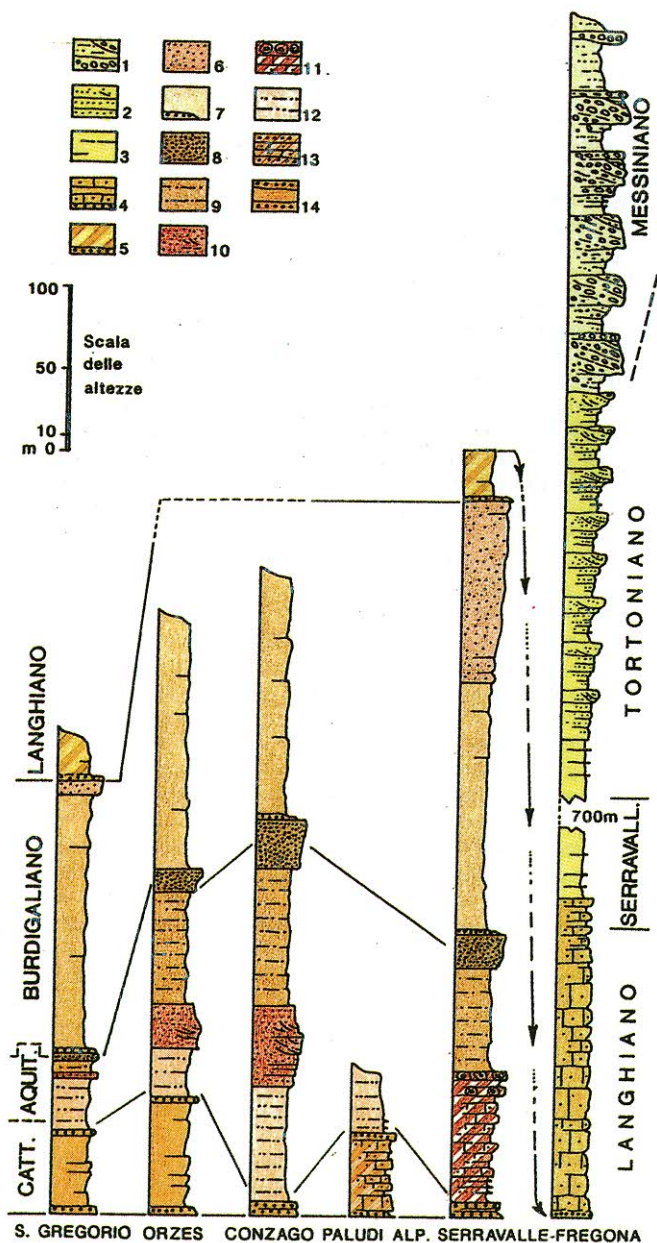 1 6 11
2 7 12
3 8 13
4 9 14
5 10
100
Scala
delle
altezze
50
10
m 0
MESSINIANO
TORTONIANO
700m
SERRAVALL.
LANGHIANO
LANGHIANO
BURDIGALIANO
AQUIT.
CATT.
S. GREGORIO ORZES CONZAGO PALUDI ALP. SERRAVALLE-FREGONA